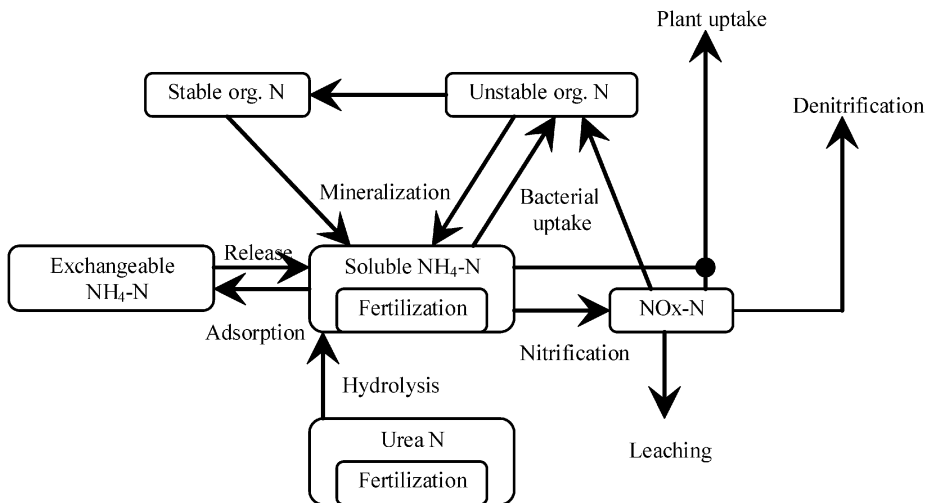 Plant uptake
Stable org. N
Unstable org. N
Denitrification
Mineralization
Bacterial
uptake
Release
Exchangeable
NH₄-N
Soluble NH₄-N
Fertilization
NOx-N
Adsorption
Nitrification
Hydrolysis
Urea N
Leaching
Fertilization